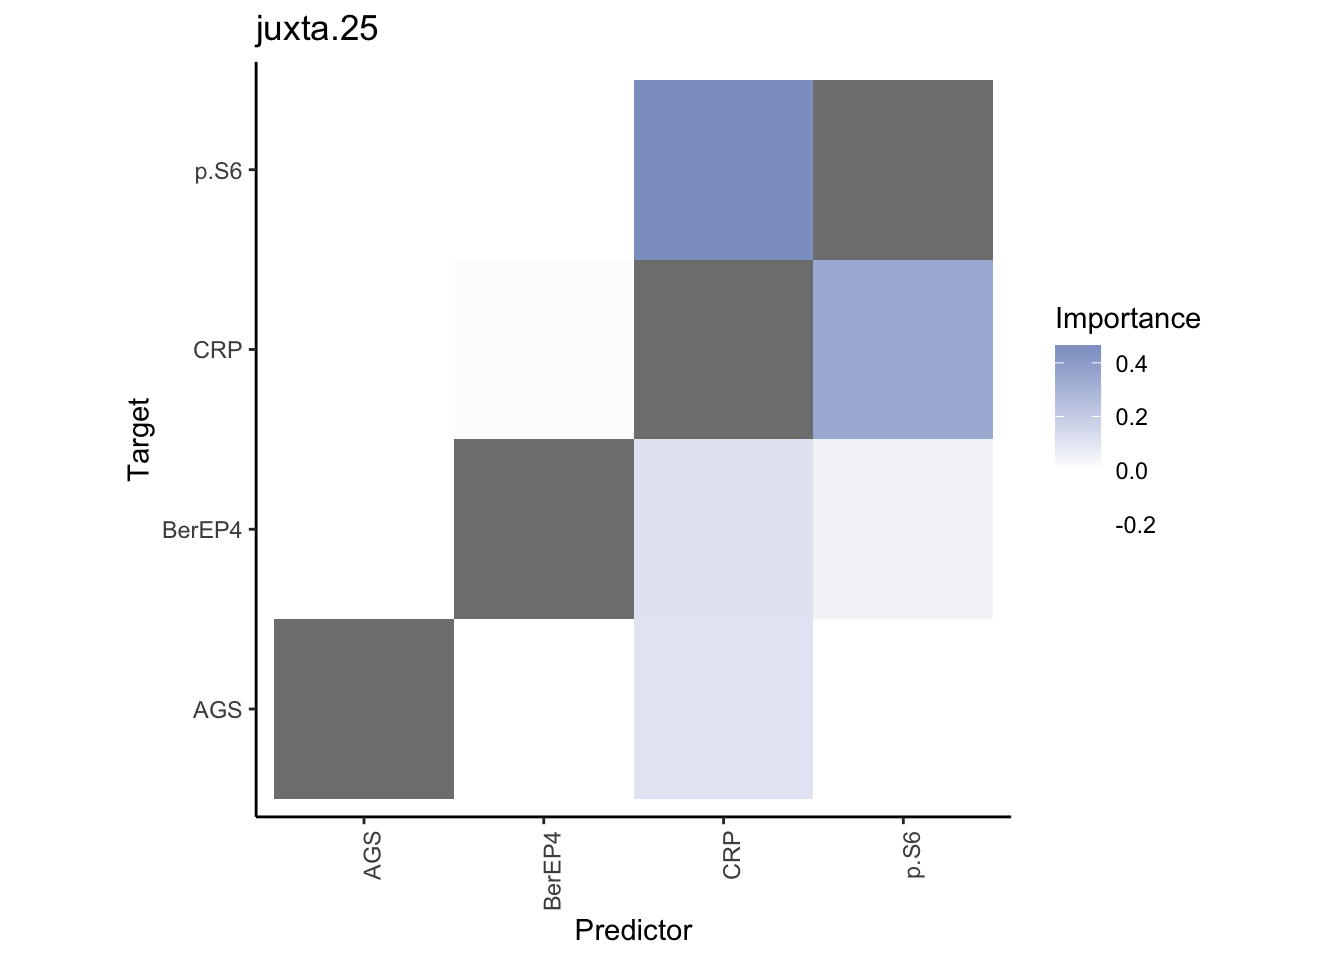 juxta.25
p.S6
CRP
BerEP4
AGS
Target
AGS
BerEP4
CRP
p.S6
Predictor
Importance
0.4
0.2
0.0
-0.2